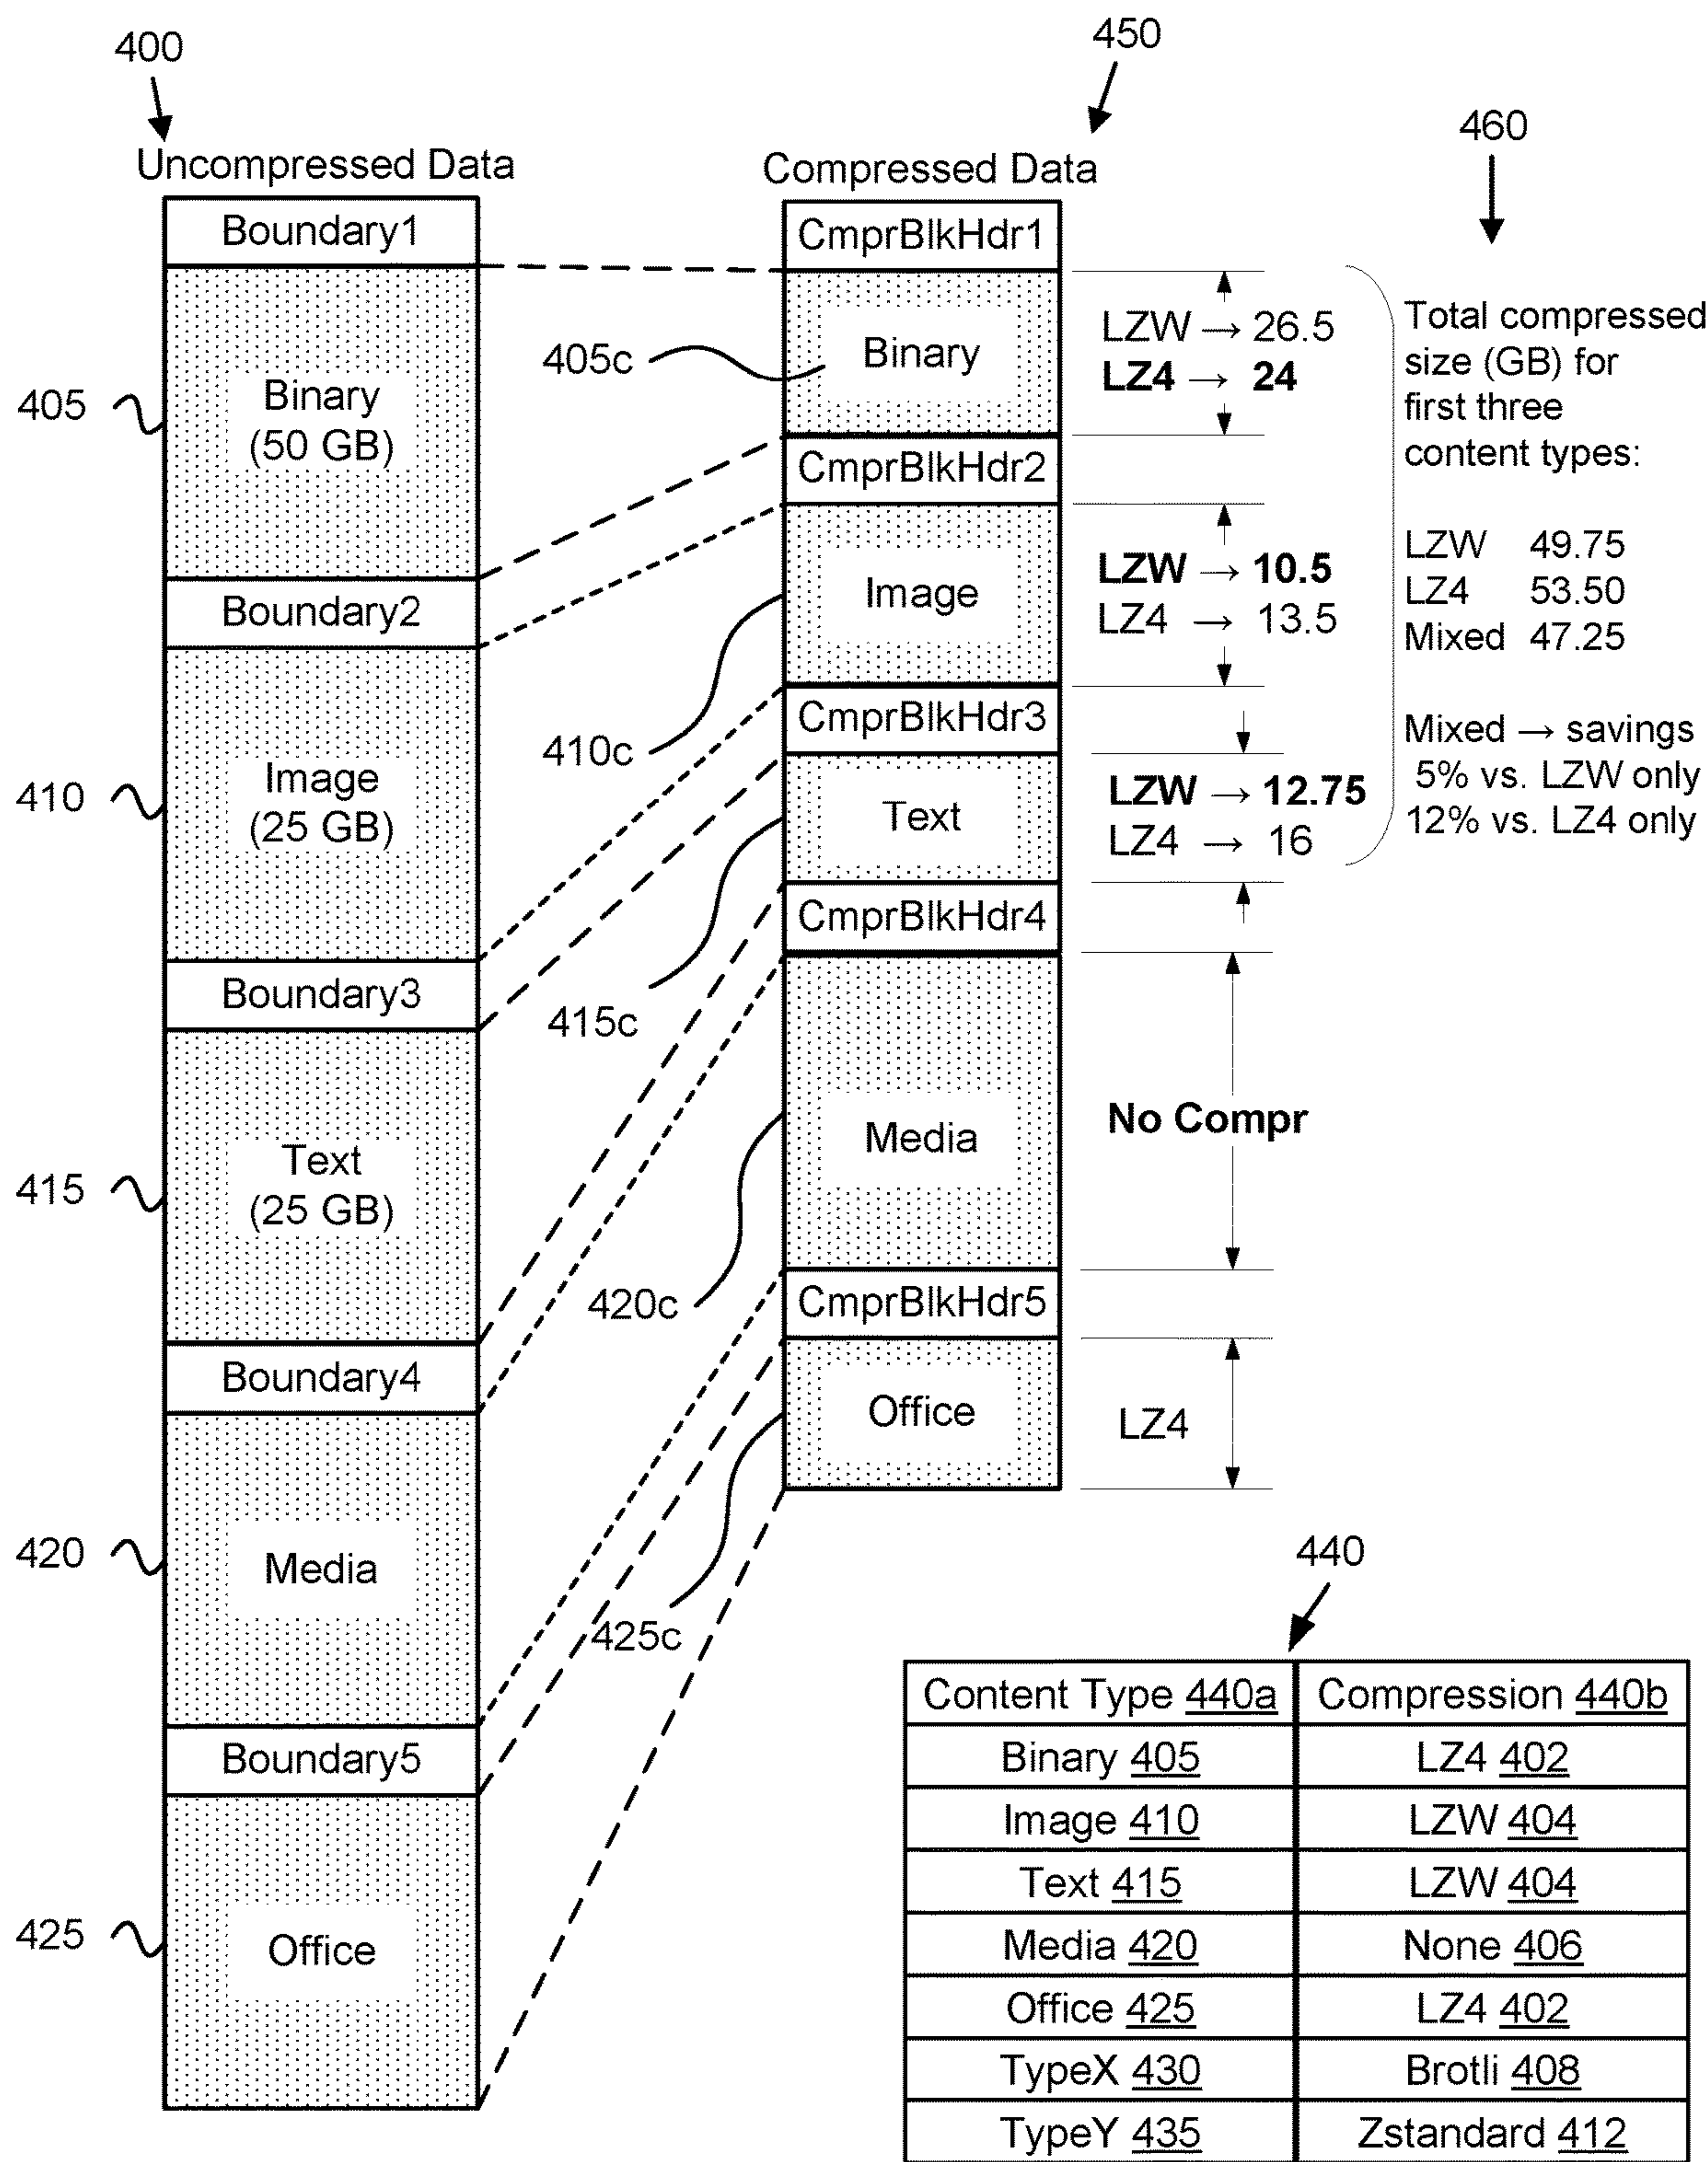 400
Uncompressed Data
Boundary1
405
Binary
(50 GB)
Boundary2
410
Image
(25 GB)
Boundary3
415
Text
(25 GB)
Boundary4
420
Media
Boundary5
425
Office
450
Compressed Data
CmprBlkHdr1
405c
Binary
LZW → 26.5
LZ4 → 24
CmprBlkHdr2
410c
Image
LZW → 10.5
LZ4 → 13.5
CmprBlkHdr3
415c
Text
LZW → 12.75
LZ4 → 16
CmprBlkHdr4
420c
Media
No Compr
CmprBlkHdr5
425c
Office
LZ4
460
Total compressed
size (GB) for
first three
content types:
LZW 49.75
LZ4 53.50
Mixed 47.25
Mixed → savings
5% vs. LZW only
12% vs. LZ4 only
440
Content Type 440a Compression 440b
Binary 405 LZ4 402
Image 410 LZW 404
Text 415 LZW 404
Media 420 None 406
Office 425 LZ4 402
TypeX 430 Brotli 408
TypeY 435 Zstandard 412